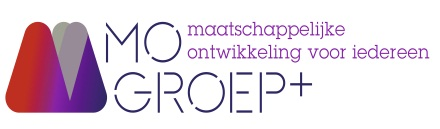 MO
GROEP+
maatschappelijke
ontwikkeling voor iedereen